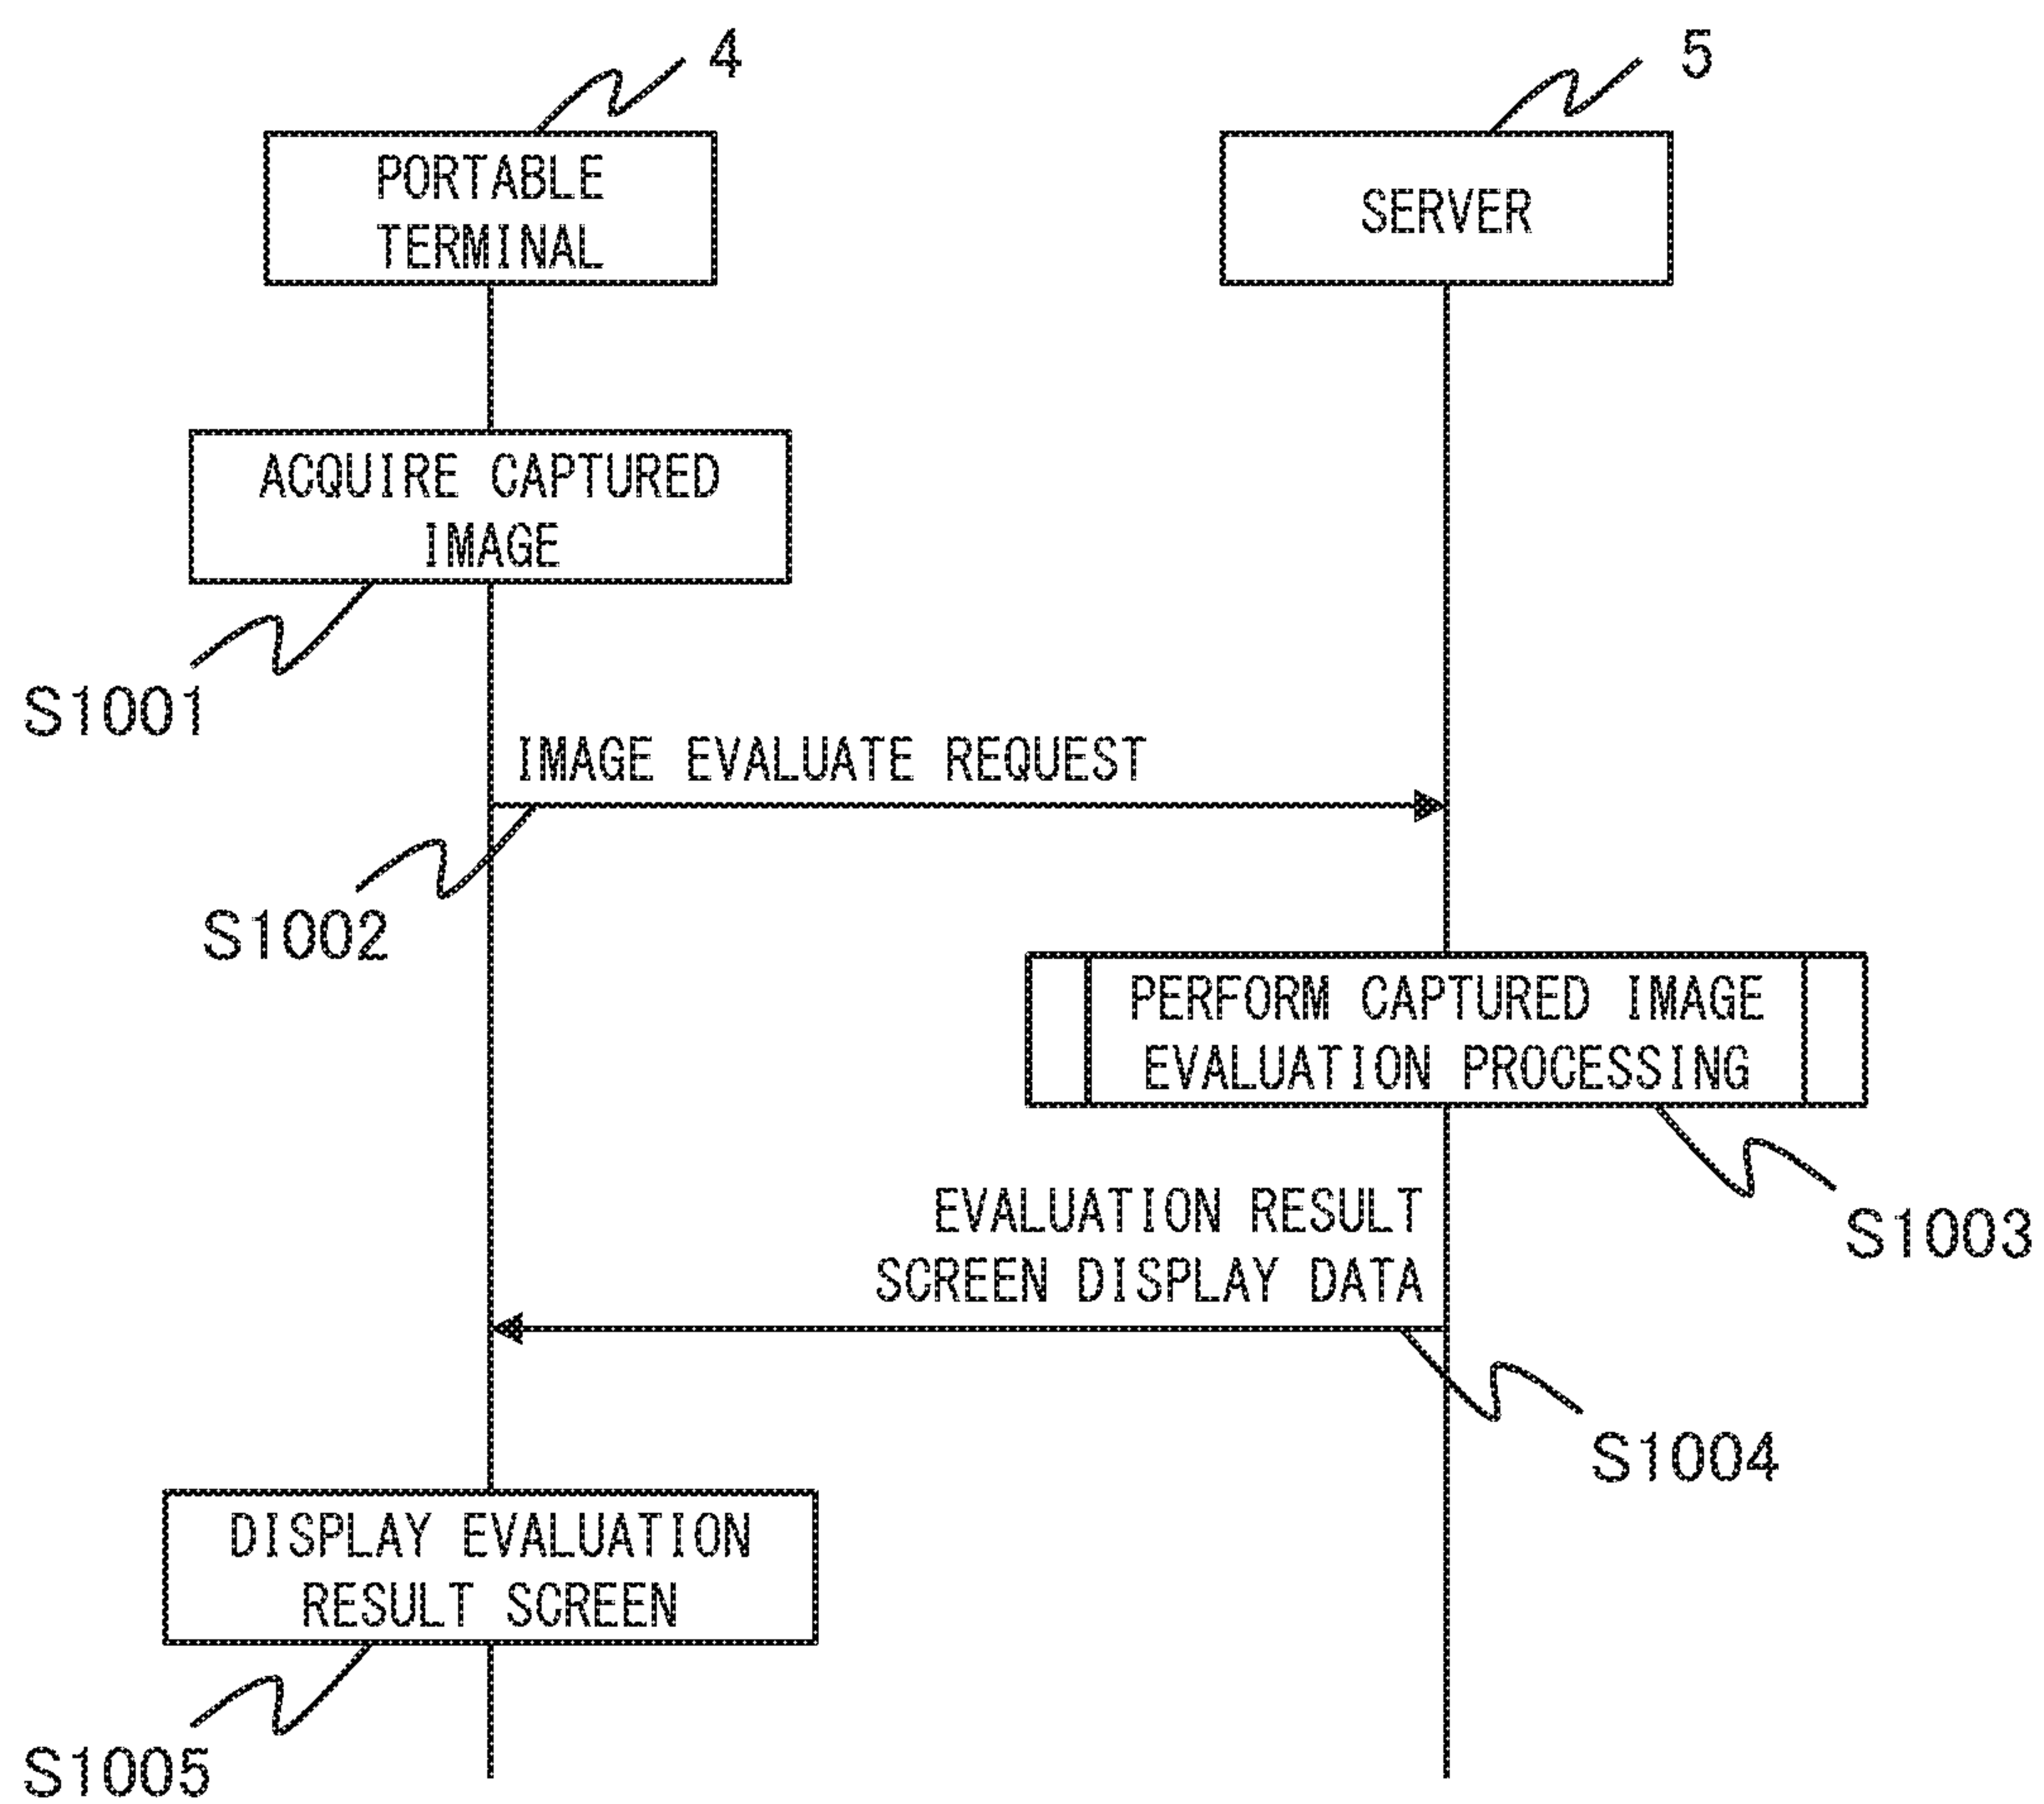 4
5
PORTABLE
TERMINAL
SERVER
ACQUIRE CAPTURED
IMAGE
S1001
IMAGE EVALUATE REQUEST
S1002
PERFORM CAPTURED IMAGE
EVALUATION PROCESSING
S1003
EVALUATION RESULT
SCREEN DISPLAY DATA
S1004
DISPLAY EVALUATION
RESULT SCREEN
S1005